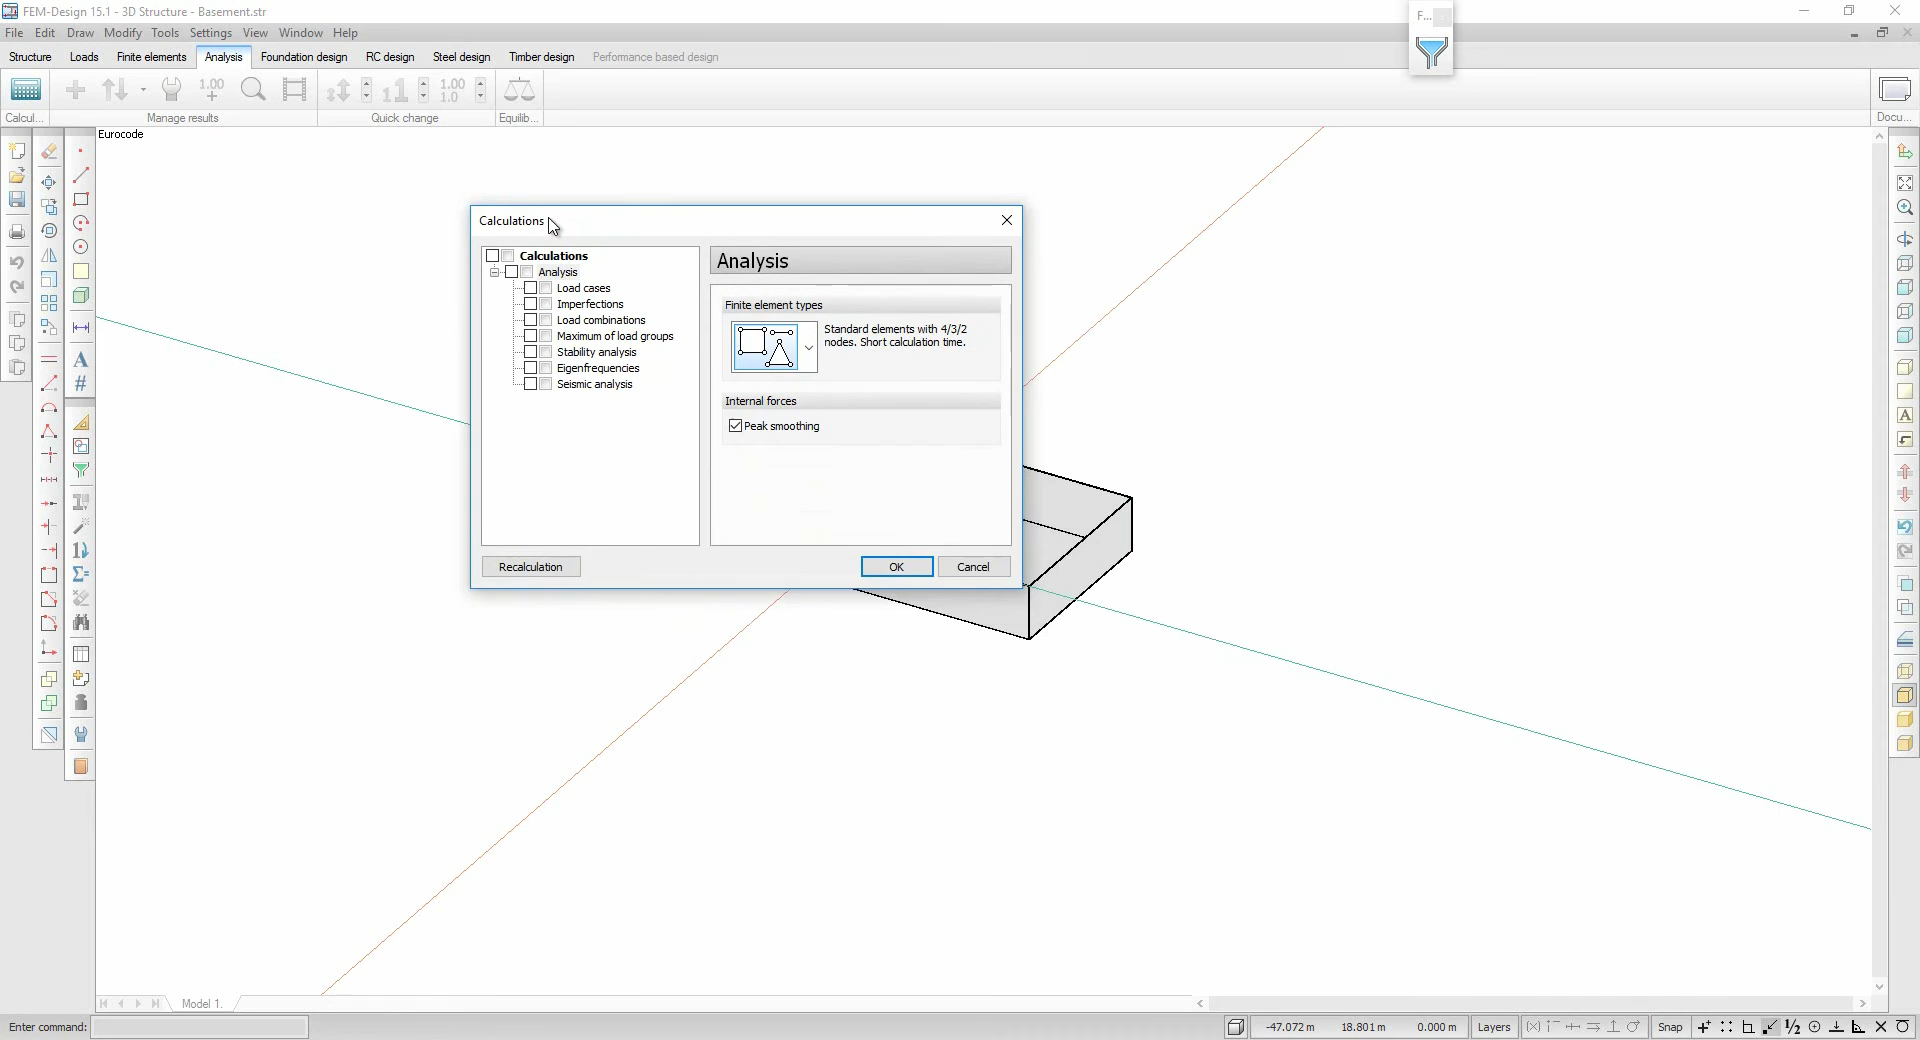 FEM-Design 15.1 - 3D Structure - Basement.str
F...
File Edit Draw Modify Tools Settings View Window Help
Structure Loads Finite elements Analysis Foundation design RC design Steel design Timber design Performance based design
1.00 1.00
1.0
Calcul... Manage results Quick change Equilib... Docu...
Eurocode
Calculations
Calculations
Analysis
Load cases
Imperfections
Load combinations
Maximum of load groups
Stability analysis
Eigenfrequencies
Seismic analysis
Analysis
Finite element types
Standard elements with 4/3/2
nodes. Short calculation time.
Internal forces
Peak smoothing
Recalculation OK Cancel
Model 1.
Enter command: -47.072 m 18.801 m 0.000 m Layers Snap 1/2